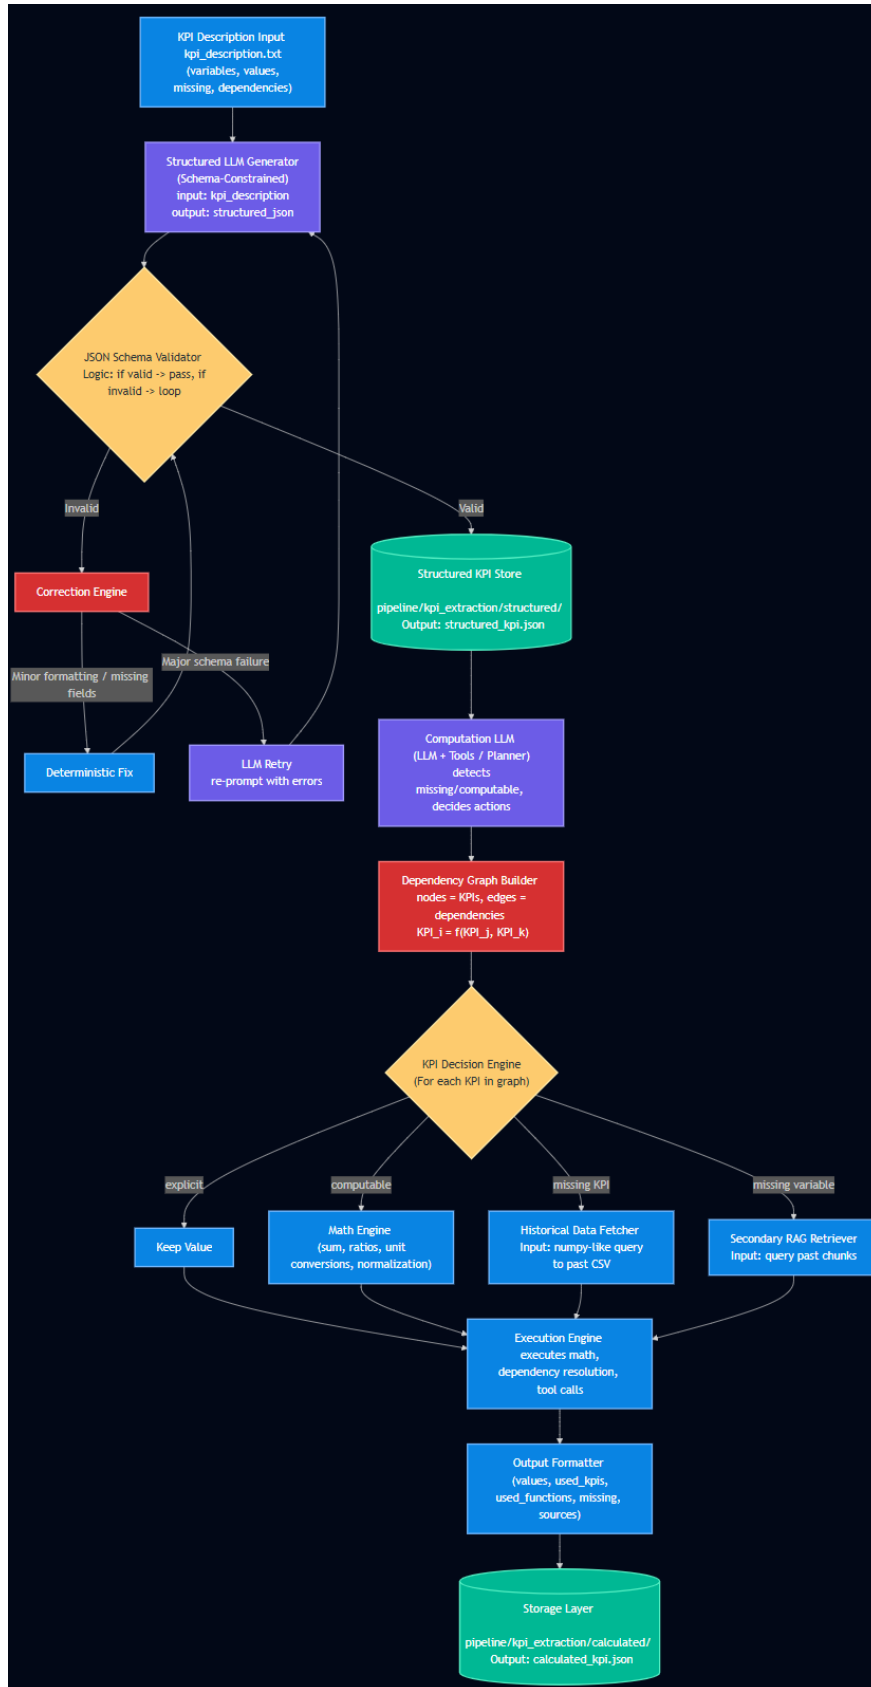 KPI Description Input
kpi_description.txt
(variables, values,
missing, dependencies)
Structured LLM Generator
(Schema-Constrained)
input: kpi_description
output: structured_json
JSON Schema Validator
Logic: if valid -> pass, if
invalid -> loop
Invalid
Valid
Correction Engine
Structured KPI Store
pipeline/kpi_extraction/structured/
Output: structured_kpi.json
Minor formatting / missing
fields
Major schema failure
Deterministic Fix
LLM Retry
re-prompt with errors
Computation LLM
(LLM + Tools / Planner)
detects
missing/computable,
decides actions
Dependency Graph Builder
nodes = KPIs, edges =
dependencies
KPI_i = f(KPI_j, KPI_k)
KPI Decision Engine
(For each KPI in graph)
explicit
computable
missing KPI
missing variable
Keep Value
Math Engine
(sum, ratios, unit
conversions, normalization)
Historical Data Fetcher
Input: numpy-like query
to past CSV
Secondary RAG Retriever
Input: query past chunks
Execution Engine
executes math,
dependency resolution,
tool calls
Output Formatter
(values, used_kpis,
used_functions, missing,
sources)
Storage Layer
pipeline/kpi_extraction/calculated/
Output: calculated_kpi.json